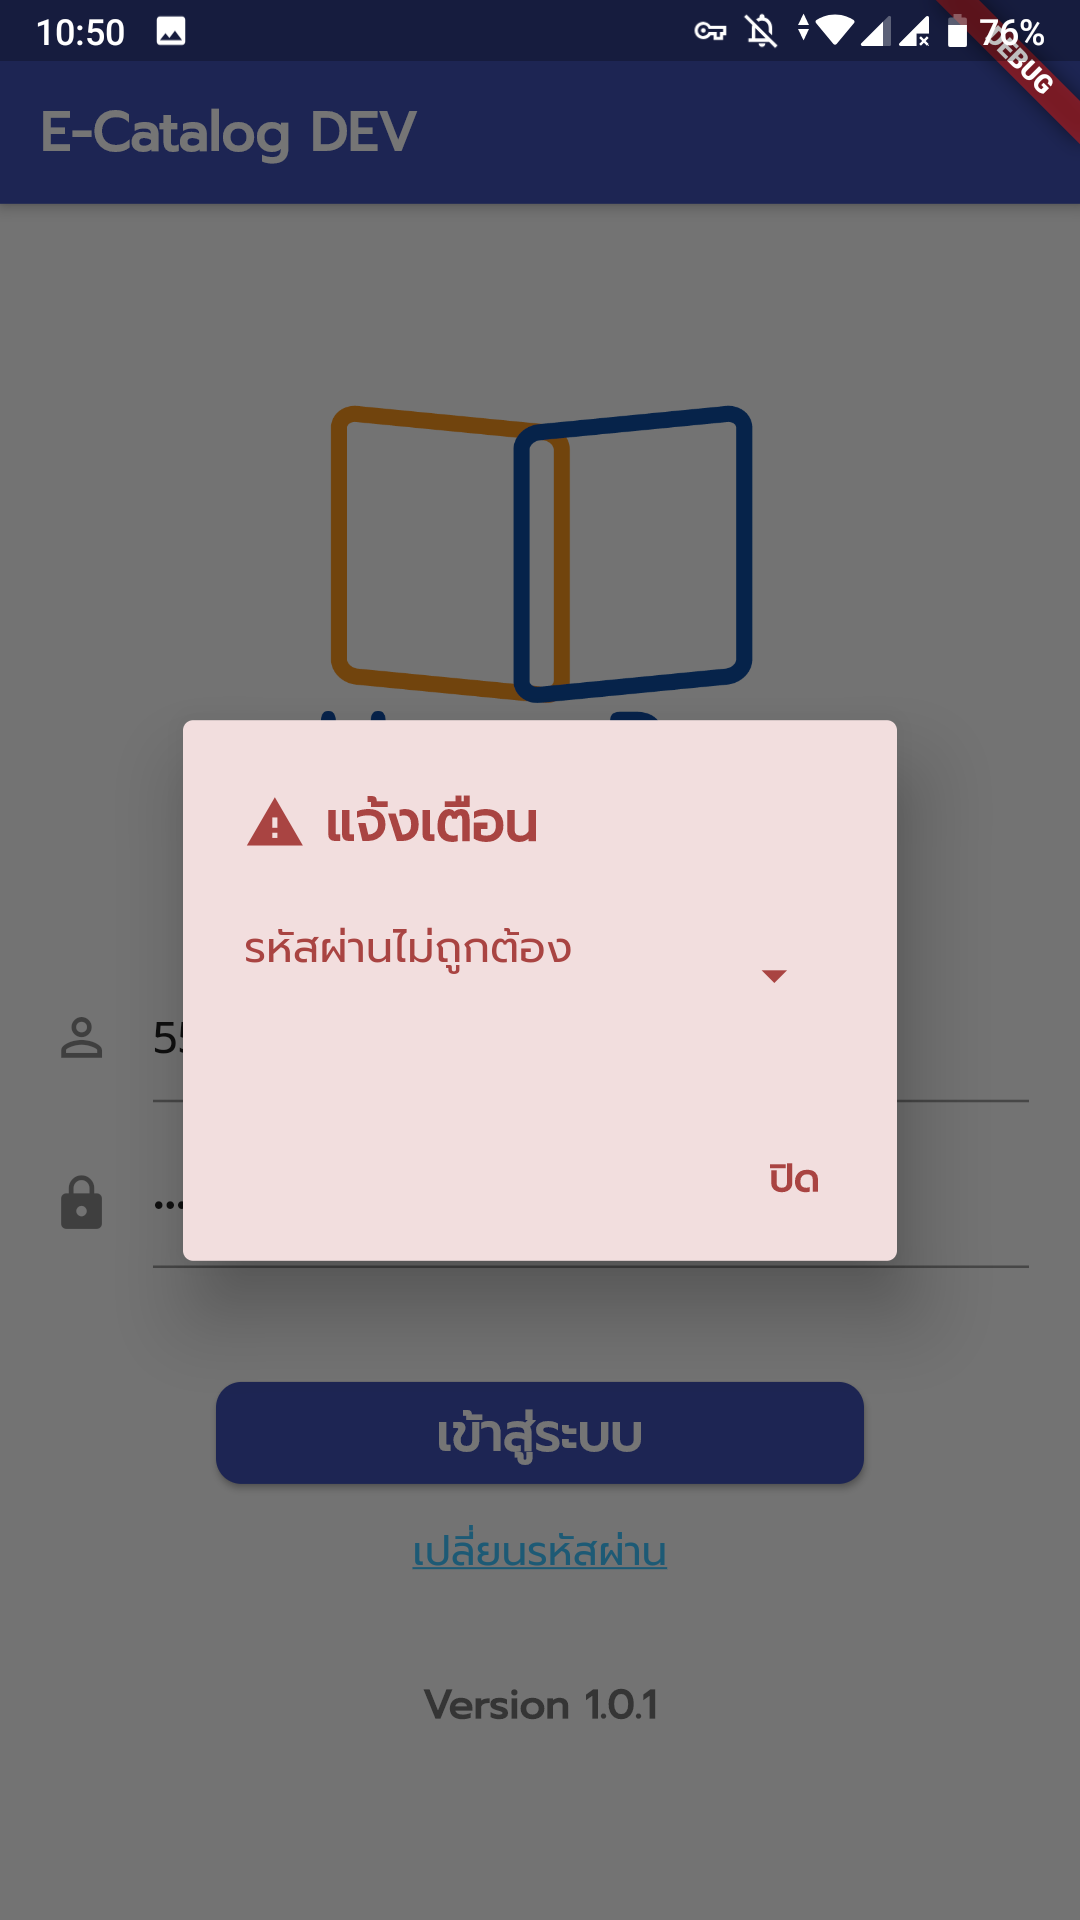 10:50
76%
DEBUG
E-Catalog DEV
แจ้งเตือน
รหัสผ่านไม่ถูกต้อง
ปิด
เข้าสู่ระบบ
เปลี่ยนรหัสผ่าน
Version 1.0.1